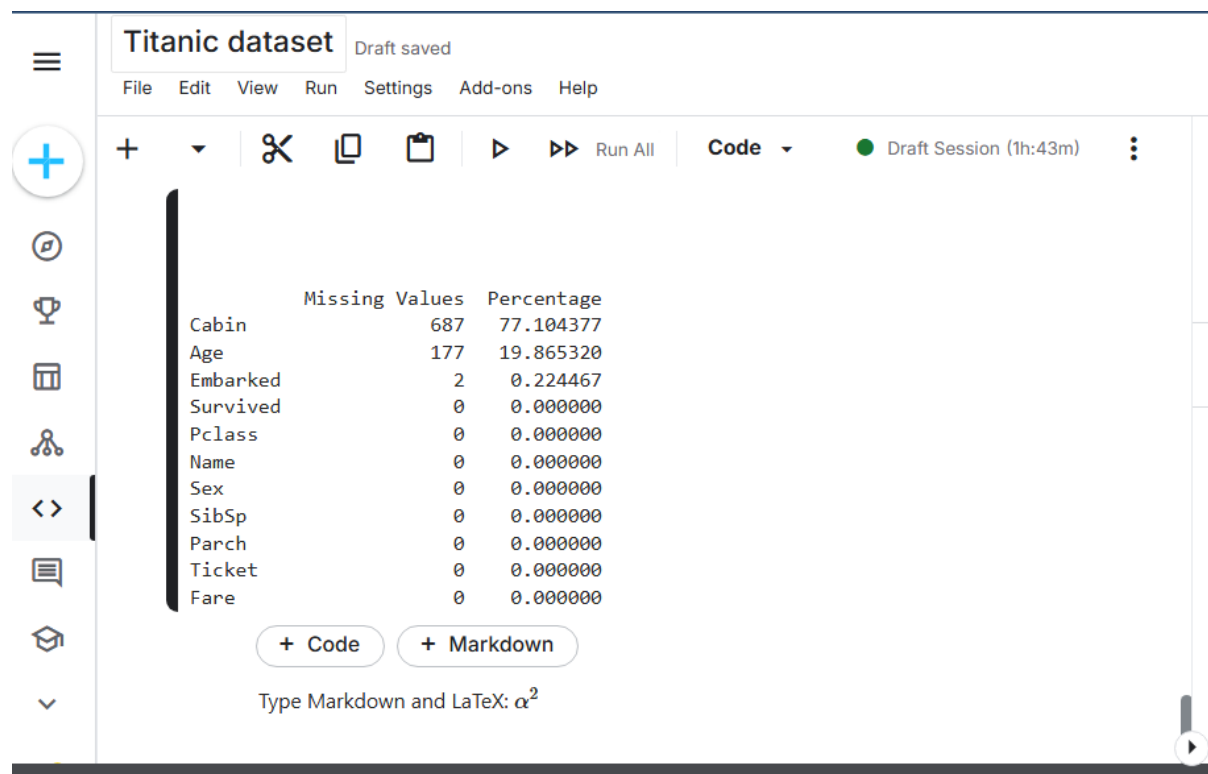 Titanic dataset Draft saved
File Edit View Run Settings Add-ons Help
Run All Code Draft Session (1h:43m)
Missing Values Percentage
Cabin 687 77.104377
Age 177 19.865320
Embarked 2 0.224467
Survived 0 0.000000
Pclass 0 0.000000
Name 0 0.000000
Sex 0 0.000000
SibSp 0 0.000000
Parch 0 0.000000
Ticket 0 0.000000
Fare 0 0.000000
+ Code + Markdown
Type Markdown and LaTeX: α²